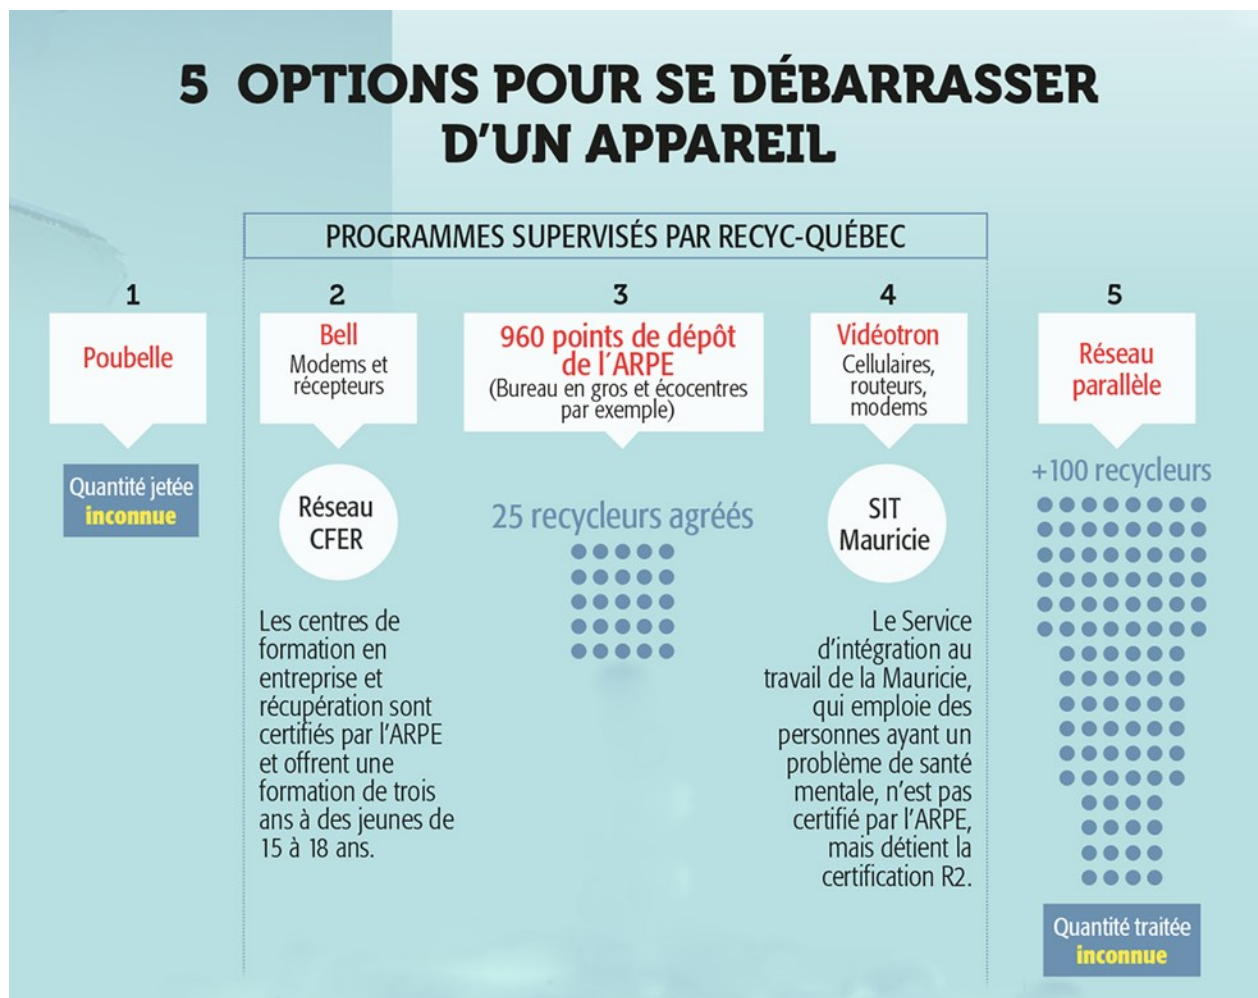 5 OPTIONS POUR SE DÉBARRASSER
D'UN APPAREIL
PROGRAMMES SUPERVISÉS PAR RECYC-QUÉBEC
1
Poubelle
Quantité jetée
inconnue
2
Bell
Modems et
récepteurs
Réseau
CFER
Les centres de
formation en
entreprise et
récupération sont
certifiés par l'ARPE
et offrent une
formation de trois
ans à des jeunes de
15 à 18 ans.
3
960 points de dépôt
de l'ARPE
(Bureau en gros et écocentres
par exemple)
25 recycleurs agréés
4
Vidéotron
Cellulaires,
routeurs,
modems
SIT
Mauricie
Le Service
d'intégration au
travail de la Mauricie,
qui emploie des
personnes ayant un
problème de santé
mentale, n'est pas
certifié par l'ARPE,
mais détient la
certification R2.
5
Réseau
parallèle
+100 recycleurs
Quantité traitée
inconnue